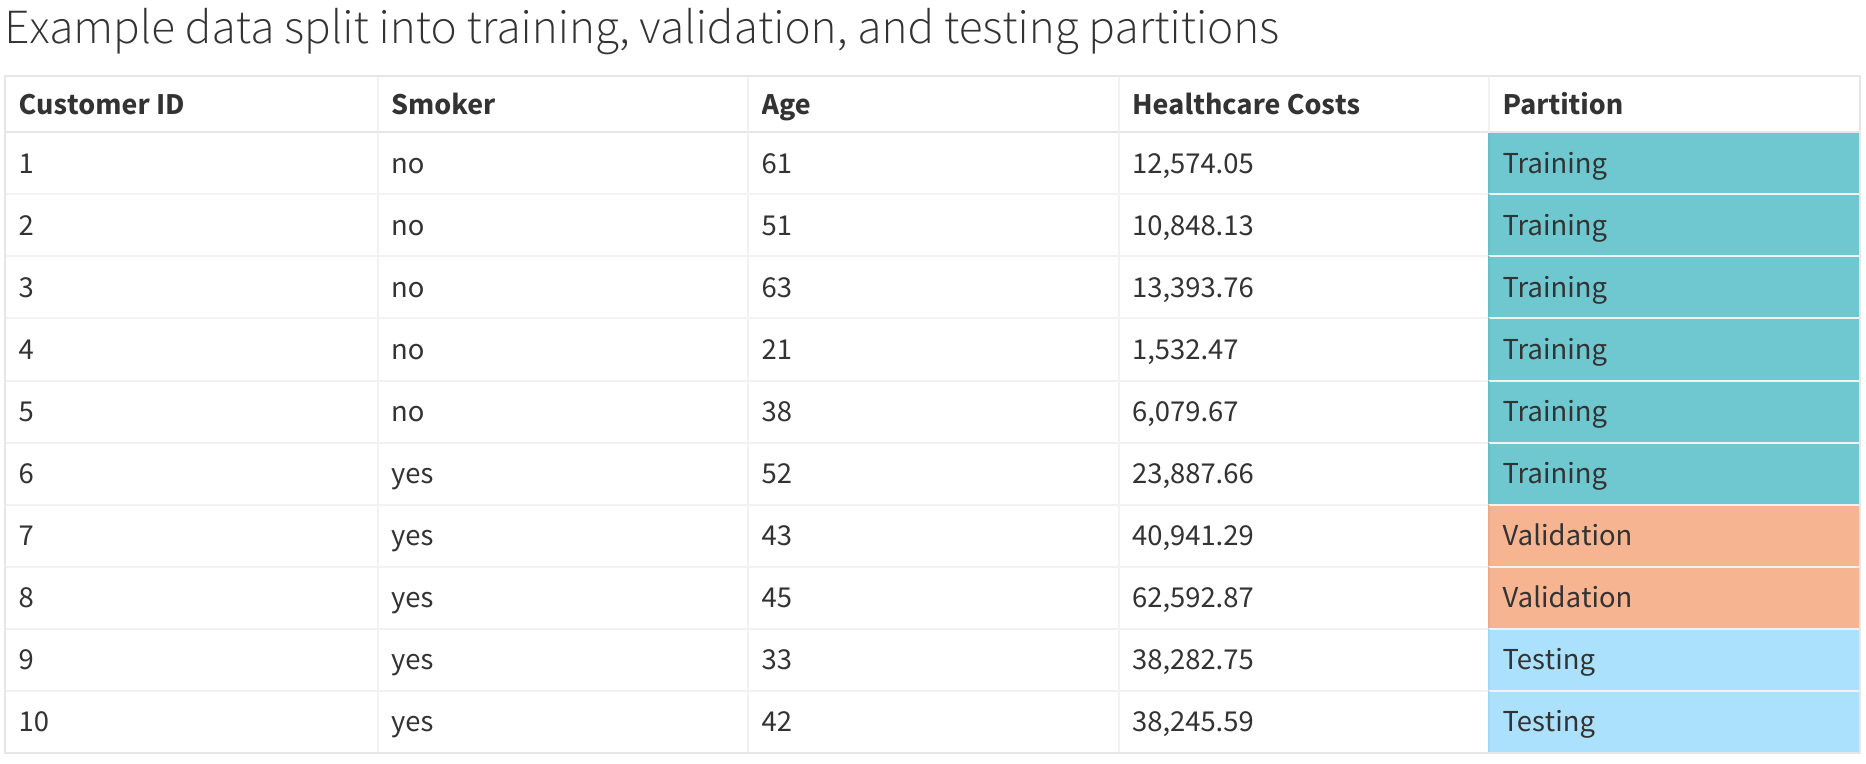 Example data split into training, validation, and testing partitions
Customer ID Smoker Age Healthcare Costs Partition
1 no 61 12,574.05 Training
2 no 51 10,848.13 Training
3 no 63 13,393.76 Training
4 no 21 1,532.47 Training
5 no 38 6,079.67 Training
6 yes 52 23,887.66 Training
7 yes 43 40,941.29 Validation
8 yes 45 62,592.87 Validation
9 yes 33 38,282.75 Testing
10 yes 42 38,245.59 Testing